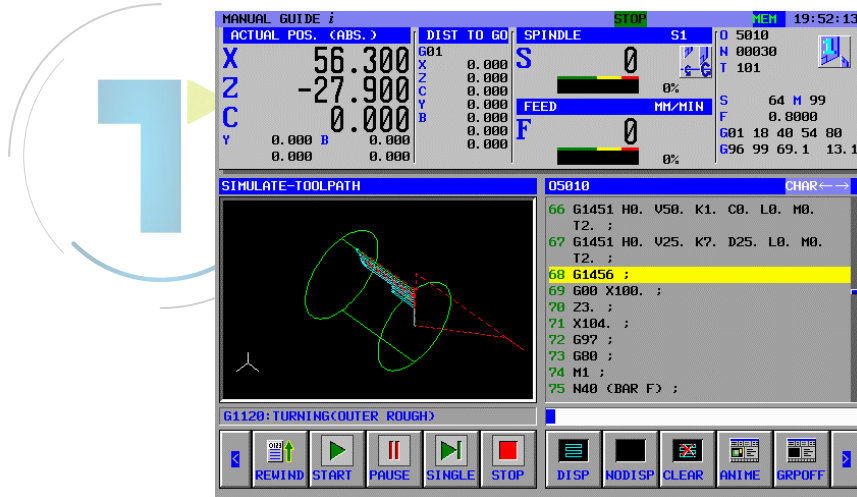 MANUAL GUIDE i STOP MEM 19:52:13
ACTUAL POS. (ABS.) DIST TO GO SPINDLE S1 O 5010
X 56.300 G01 S 0 N 00030
Z -27.900 X 0.000 T 101
C 0.000 Z 0.000 0%
C 0.000 FEED MM/MIN S 64 M 99
Y 0.000 F 0 F 0.8000
B 0.000 G01 18 40 54 80
Y 0.000 B 0.000 0.000 G96 99 69.1 13.1
0.000 0.000 0.000 0%
SIMULATE-TOOLPATH O5010 CHAR←→
66 G1451 H0. V50. K1. C0. L0. M0.
T2. ;
67 G1451 H0. V25. K7. D25. L0. M0.
T2. ;
68 G1456 ;
69 G00 X100. ;
70 Z3. ;
71 X104. ;
72 G97 ;
73 G80 ;
74 M1 ;
75 N40 (BAR F) ;
G1120:TURNING(OUTER ROUGH)
REWIND START PAUSE SINGLE STOP DISP NODISP CLEAR ANIME GRPOFF